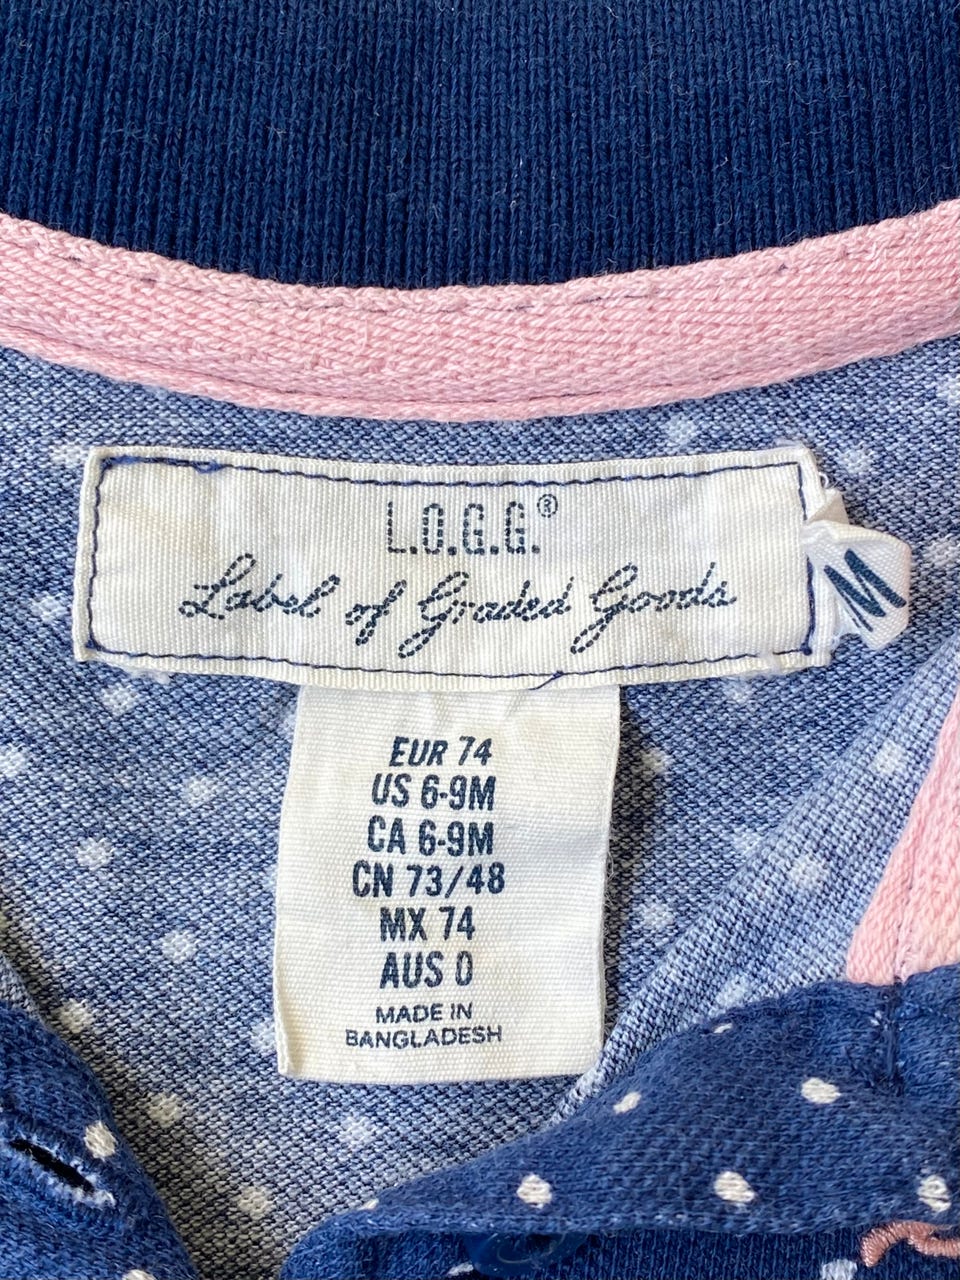 L.O.G.G.®
Label of Graded Goods
M
EUR 74
US 6-9M
CA 6-9M
CN 73/48
MX 74
AUS 0
MADE IN
BANGLADESH